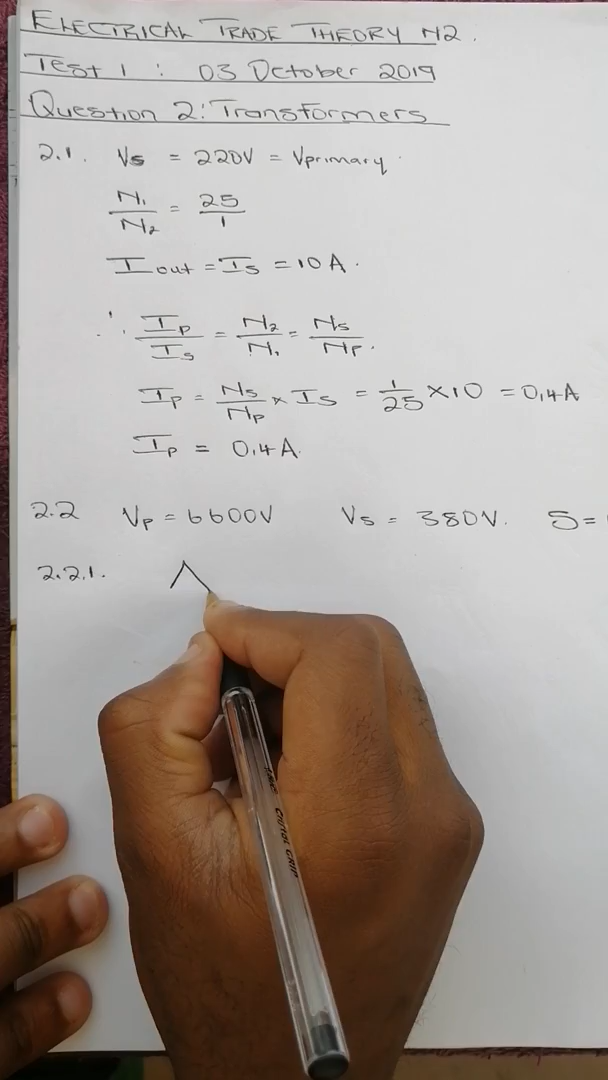 ELECTRICAL TRADE THEORY N2.
Test 1 : 03 October 2019
Question 2: Transformers
2.1. Vs = 220V = Vprimary.
N1/N2 = 25/1
Iout = Is = 10A.
∴ Ip/Is = N2/N1 = Ns/Np.
Ip = Ns/Np × Is = 1/25 × 10 = 0,4A
Ip = 0,4A.
2.2 Vp = 6600V Vs = 380V. S =
2.2.1.